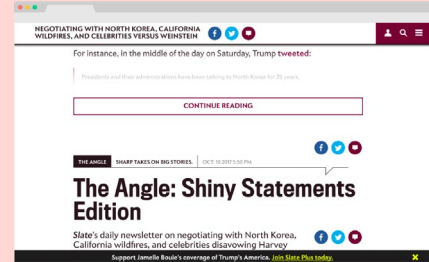 NEGOTIATING WITH NORTH KOREA, CALIFORNIA
WILDFIRES, AND CELEBRITIES VERSUS WEINSTEIN
For instance, in the middle of the day on Saturday, Trump tweeted:
Presidents and their administrations have been talking to North Korea for 25 years,
CONTINUE READING
THE ANGLE SHARP TAKES ON BIG STORIES. OCT 10 2017 5:50 PM
The Angle: Shiny Statements
Edition
Slate's daily newsletter on negotiating with North Korea,
California wildfires, and celebrities disavowing Harvey
Support Jamelle Bouie's coverage of Trump's America. Join Slate Plus today. X